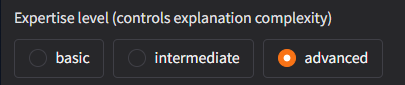 Expertise level (controls explanation complexity)
basic intermediate advanced